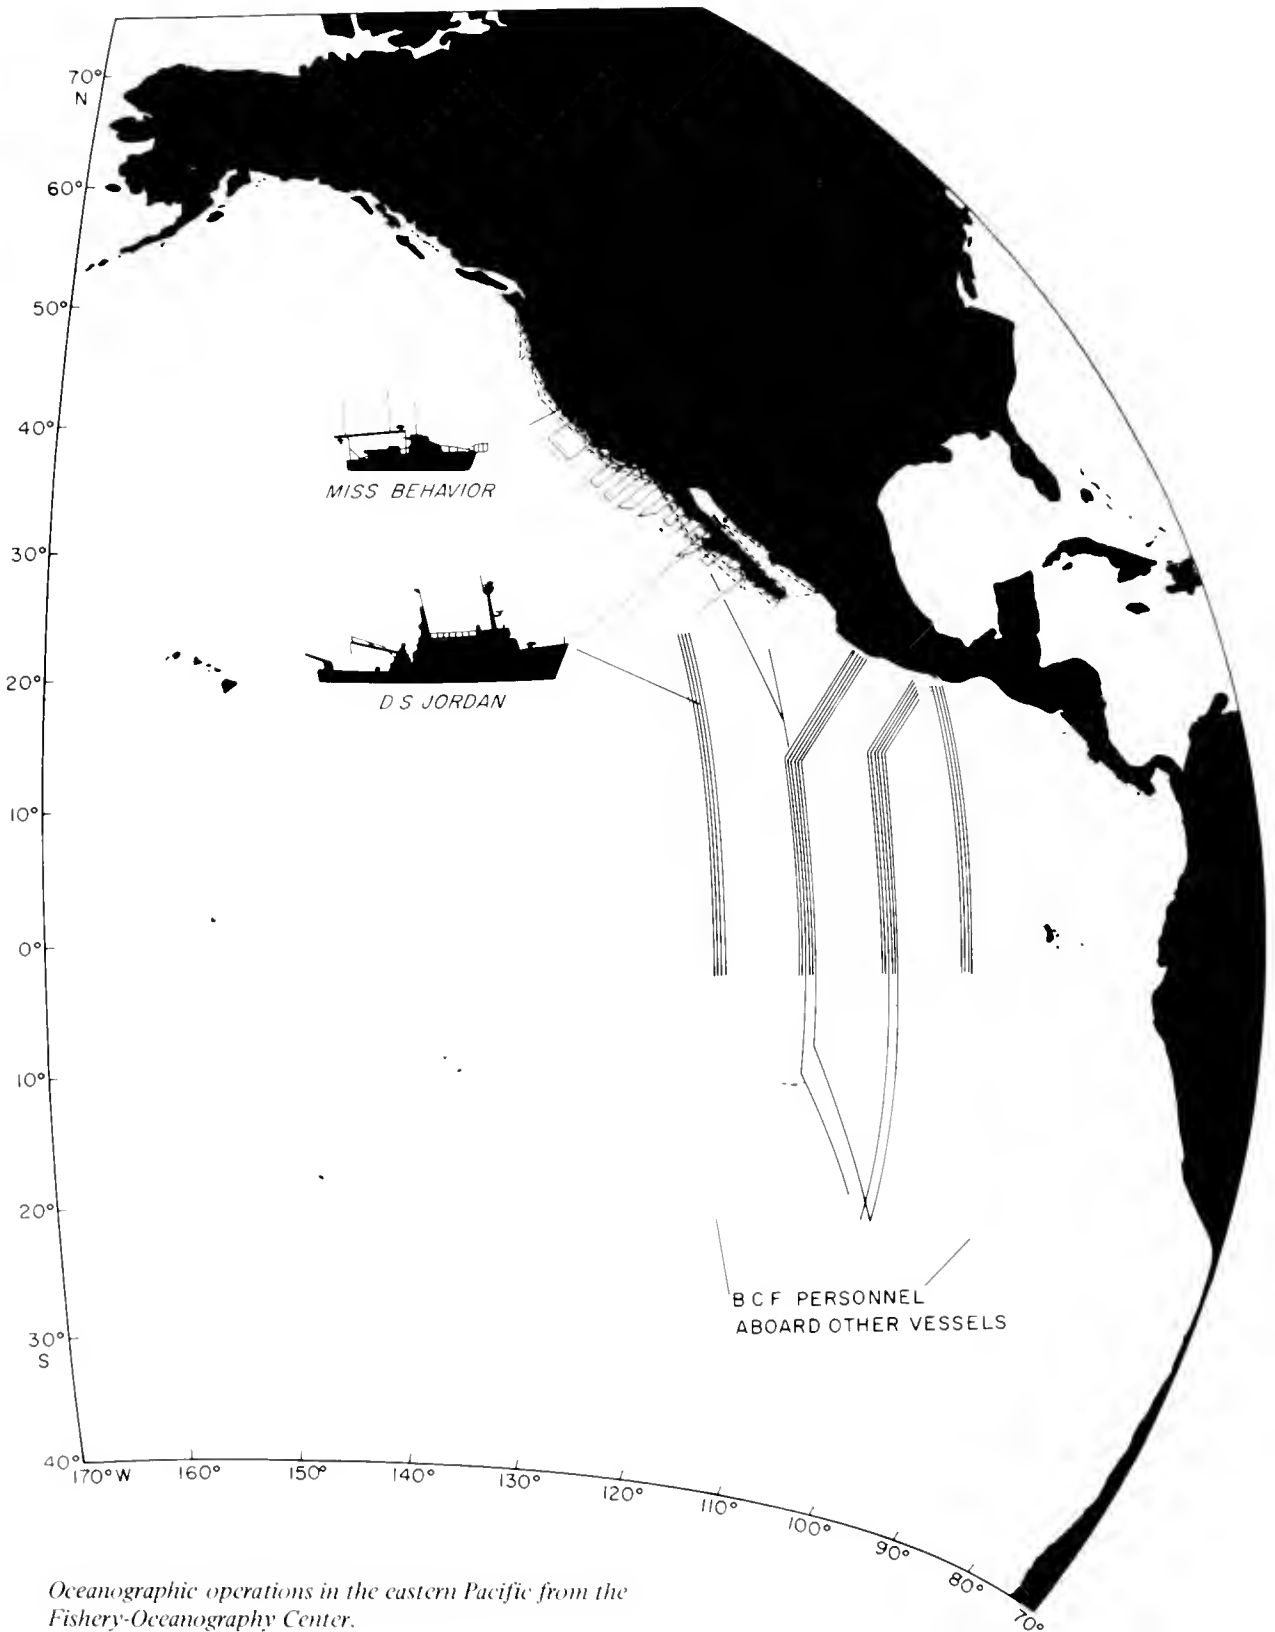 70°
N
60°
50°
40°
MISS BEHAVIOR
30°
20°
D S JORDAN
10°
0°
10°
20°
B C F PERSONNEL
ABOARD OTHER VESSELS
30°
S
40°
170°W
160°
150°
140°
130°
120°
110°
100°
90°
80°
70°
Oceanographic operations in the eastern Pacific from the
Fishery-Oceanography Center.